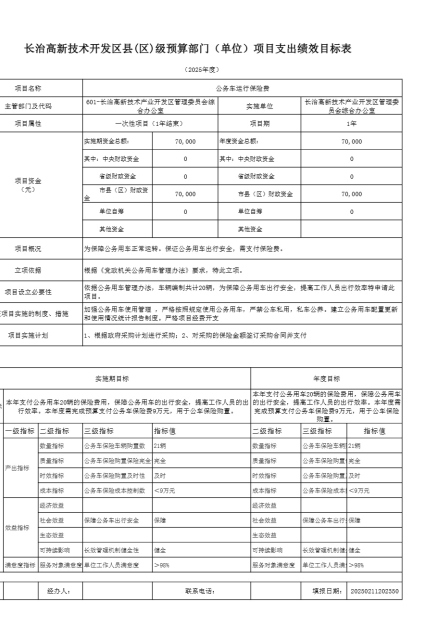 长治高新技术开发区县(区)级预算部门（单位）项目支出绩效目标表
（2025年度）
项目名称 公务车运行保险费
主管部门及代码 601-长治高新技术产业开发区管理委员会综合办公室 实施单位 长治高新技术产业开发区管理委员会综合办公室
项目属性 一次性项目（1年结束） 项目期 1年
项目资金（元） 实施期资金总额： 70,000 年度资金总额： 70,000
其中：中央财政资金 0 其中：中央财政资金 0
省级财政资金 0 省级财政资金 0
市县（区）财政资金 70,000 市县（区）财政资金 70,000
单位自筹 0 单位自筹 0
其他资金 其他资金
项目概况 为保障公务用车正常运转。保证公务用车出行安全，需支付保险费。
立项依据 根据《党政机关公务用车管理办法》要求，特此立项。
项目设立必要性 依据公务用车管理办法，车辆编制共计20辆，为保障公务用车出行安全，提高工作人员出行效率特申请此项目。
项目实施的制度、措施 加强公务用车使用管理，严格按照规定使用公务用车，严禁公车私用，私车公养。建立公务用车配置更新和使用情况统计报告制度。严格项目经费开支
项目实施计划 1、根据政府采购计划进行采购；2、对采购的保险金额签订采购合同并支付
实施期目标 年度目标
本年支付公务用车20辆的保险费用，保障公务用车的出行安全，提高工作人员的出行效率。本年度需完成预算支付公务车保险费9万元，用于公车保险购置。 本年支付公务用车20辆的保险费用，保障公务用车的出行安全，提高工作人员的出行效率。本年度需完成预算支付公务车保险费9万元，用于公车保险购置。
一级指标 二级指标 三级指标 指标值 二级指标 三级指标 指标值
产出指标 数量指标 公务车保险车辆购置数 21辆 数量指标 公务车保险车辆 21辆
质量指标 公务车保险购置保险完全 完全 质量指标 公务车保险购置 完全
时效指标 公务车保险购置及时性 及时 时效指标 公务车保险购置 及时
成本指标 公务车保险成本控制数 <9万元 成本指标 公务车保险成本 <9万元
效益指标 经济效益 经济效益
社会效益 保障公务车出行安全 保障 社会效益 保障公务车出行 保障
生态效益 生态效益
可持续影响 长效管理机制健全性 健全 可持续影响 长效管理机制健 健全
满意度指标 服务对象满意度 单位工作人员满意度 >98% 服务对象满意度 单位工作人员满 >98%
经办人： 联系电话： 填报日期： 20250211202350